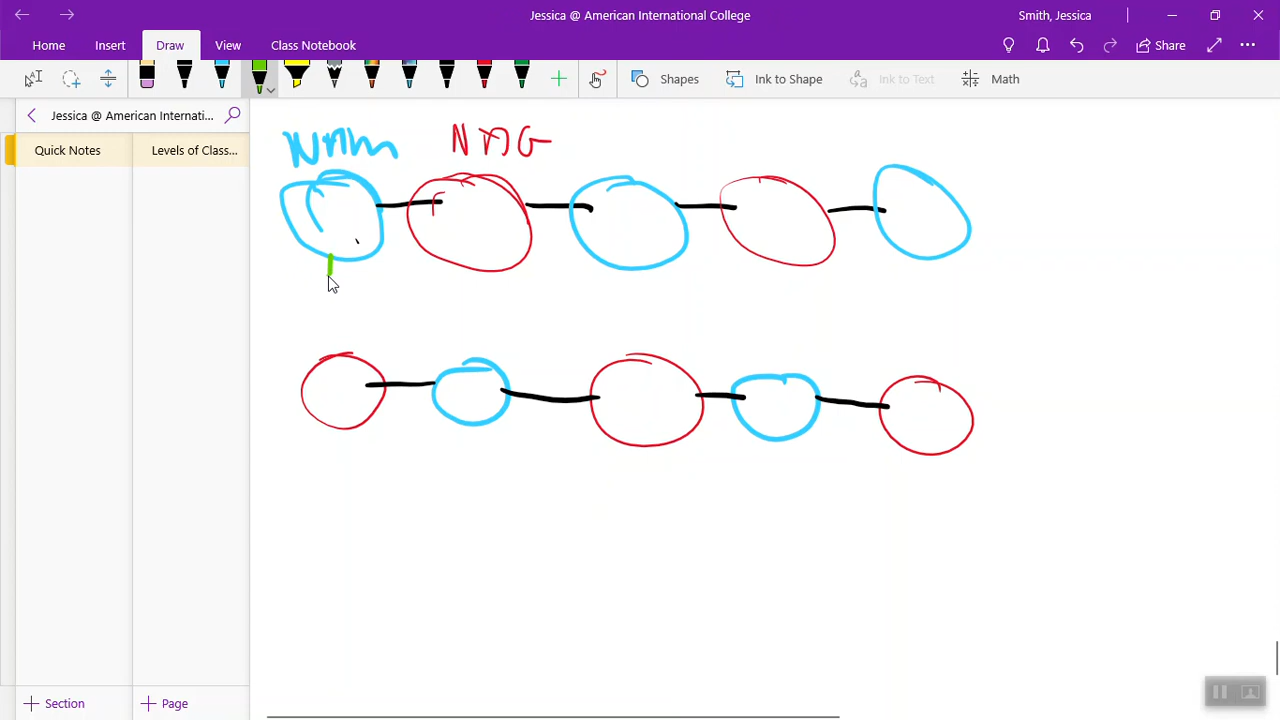 Jessica @ American International College
Smith, Jessica
Home Insert Draw View Class Notebook
Share
Shapes Ink to Shape Ink to Text Math
Jessica @ American Internati...
Quick Notes
Levels of Class...
NAM NAG
Section
Page